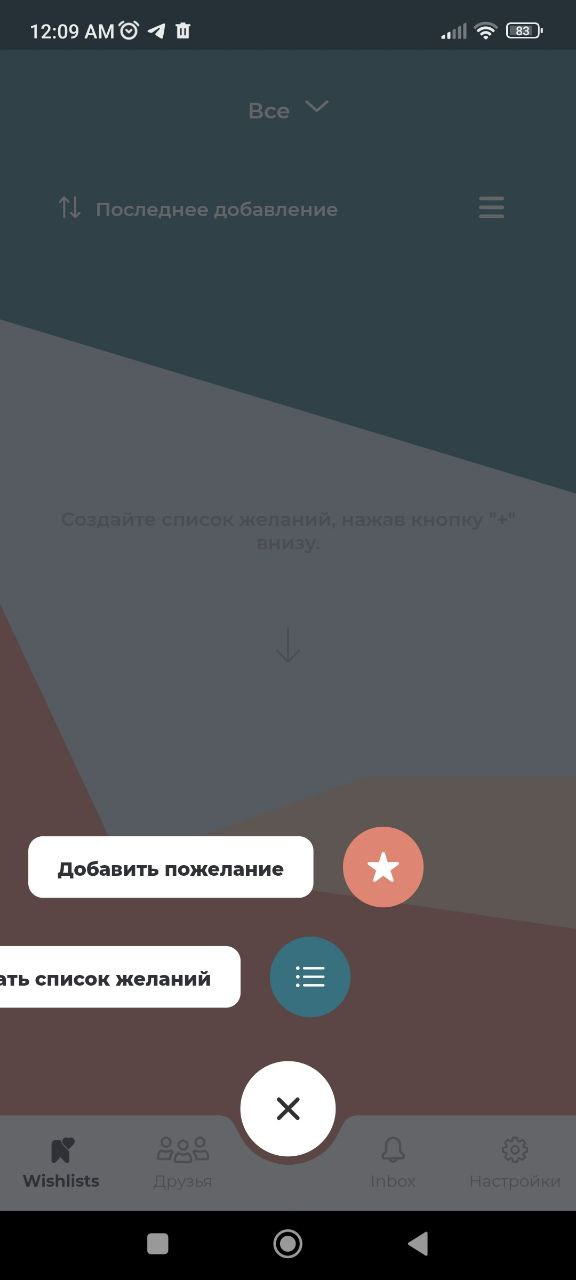 12:09 AM
83
Все
Последнее добавление
Создайте список желаний, нажав кнопку "+"
внизу.
Добавить пожелание
ать список желаний
Wishlists
Друзья
Inbox
Настройки